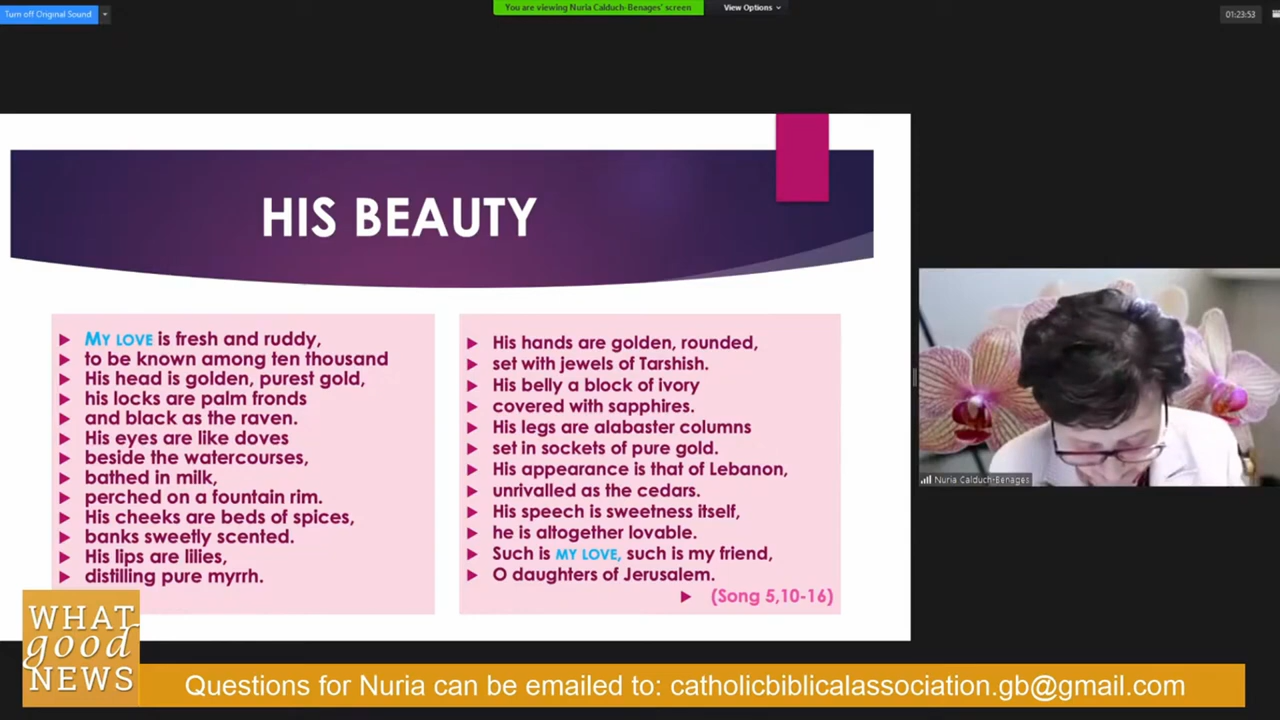 Turn off Original Sound
You are viewing Nuria Calduch-Benages' screen
View Options
01:23:53
HIS BEAUTY
MY LOVE is fresh and ruddy,
to be known among ten thousand
His head is golden, purest gold,
his locks are palm fronds
and black as the raven.
His eyes are like doves
beside the watercourses,
bathed in milk,
perched on a fountain rim.
His cheeks are beds of spices,
banks sweetly scented.
His lips are lilies,
distilling pure myrrh.
His hands are golden, rounded,
set with jewels of Tarshish.
His belly a block of ivory
covered with sapphires.
His legs are alabaster columns
set in sockets of pure gold.
His appearance is that of Lebanon,
unrivalled as the cedars.
His speech is sweetness itself,
he is altogether lovable.
Such is MY LOVE, such is my friend,
O daughters of Jerusalem.
(Song 5,10-16)
Nuria Calduch-Benages
WHAT
good
NEWS
Questions for Nuria can be emailed to: catholicbiblicalassociation.gb@gmail.com